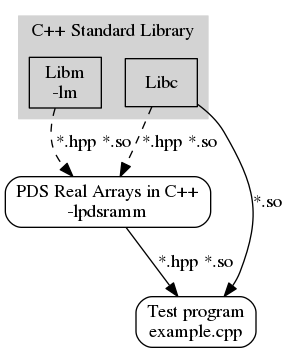 C++ Standard Library
Libm
-lm
Libc
*.hpp *.so
*.hpp *.so
PDS Real Arrays in C++
-lpdsramm
*.so
*.hpp *.so
Test program
example.cpp